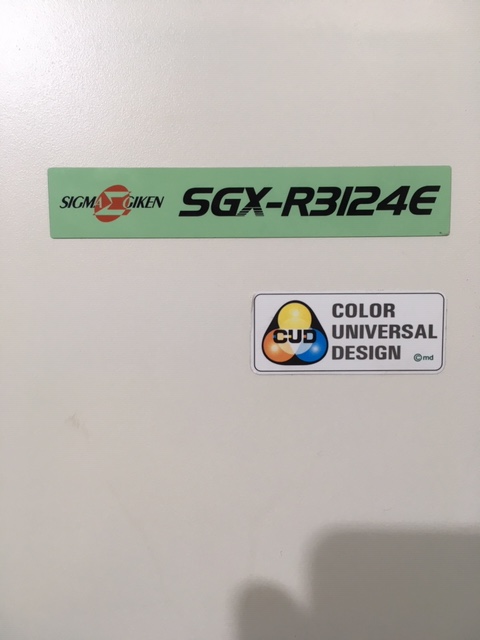 SIGMA Σ GIKEN SGX-R3124E
CUD
COLOR
UNIVERSAL
DESIGN ©md